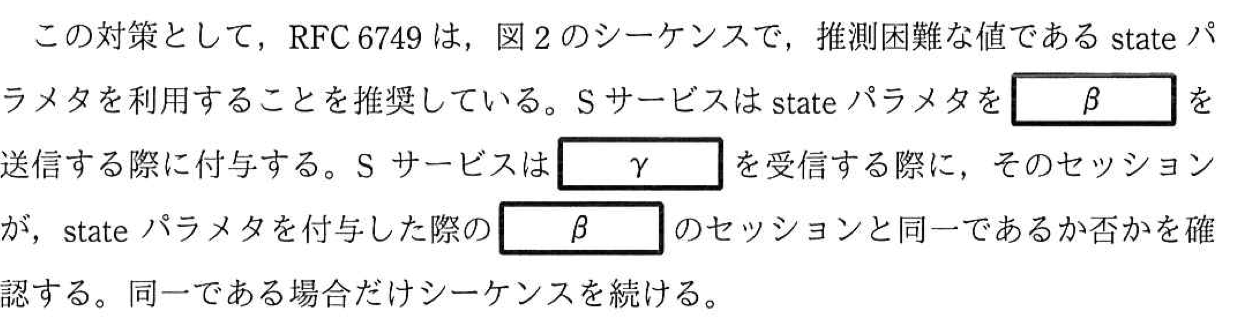 この対策として，RFC 6749 は，図 2 のシーケンスで，推測困難な値である state パ
ラメタを利用することを推奨している。S サービスは state パラメタを β を
送信する際に付与する。S サービスは γ を受信する際に，そのセッション
が，state パラメタを付与した際の β のセッションと同一であるか否かを確
認する。同一である場合だけシーケンスを続ける。